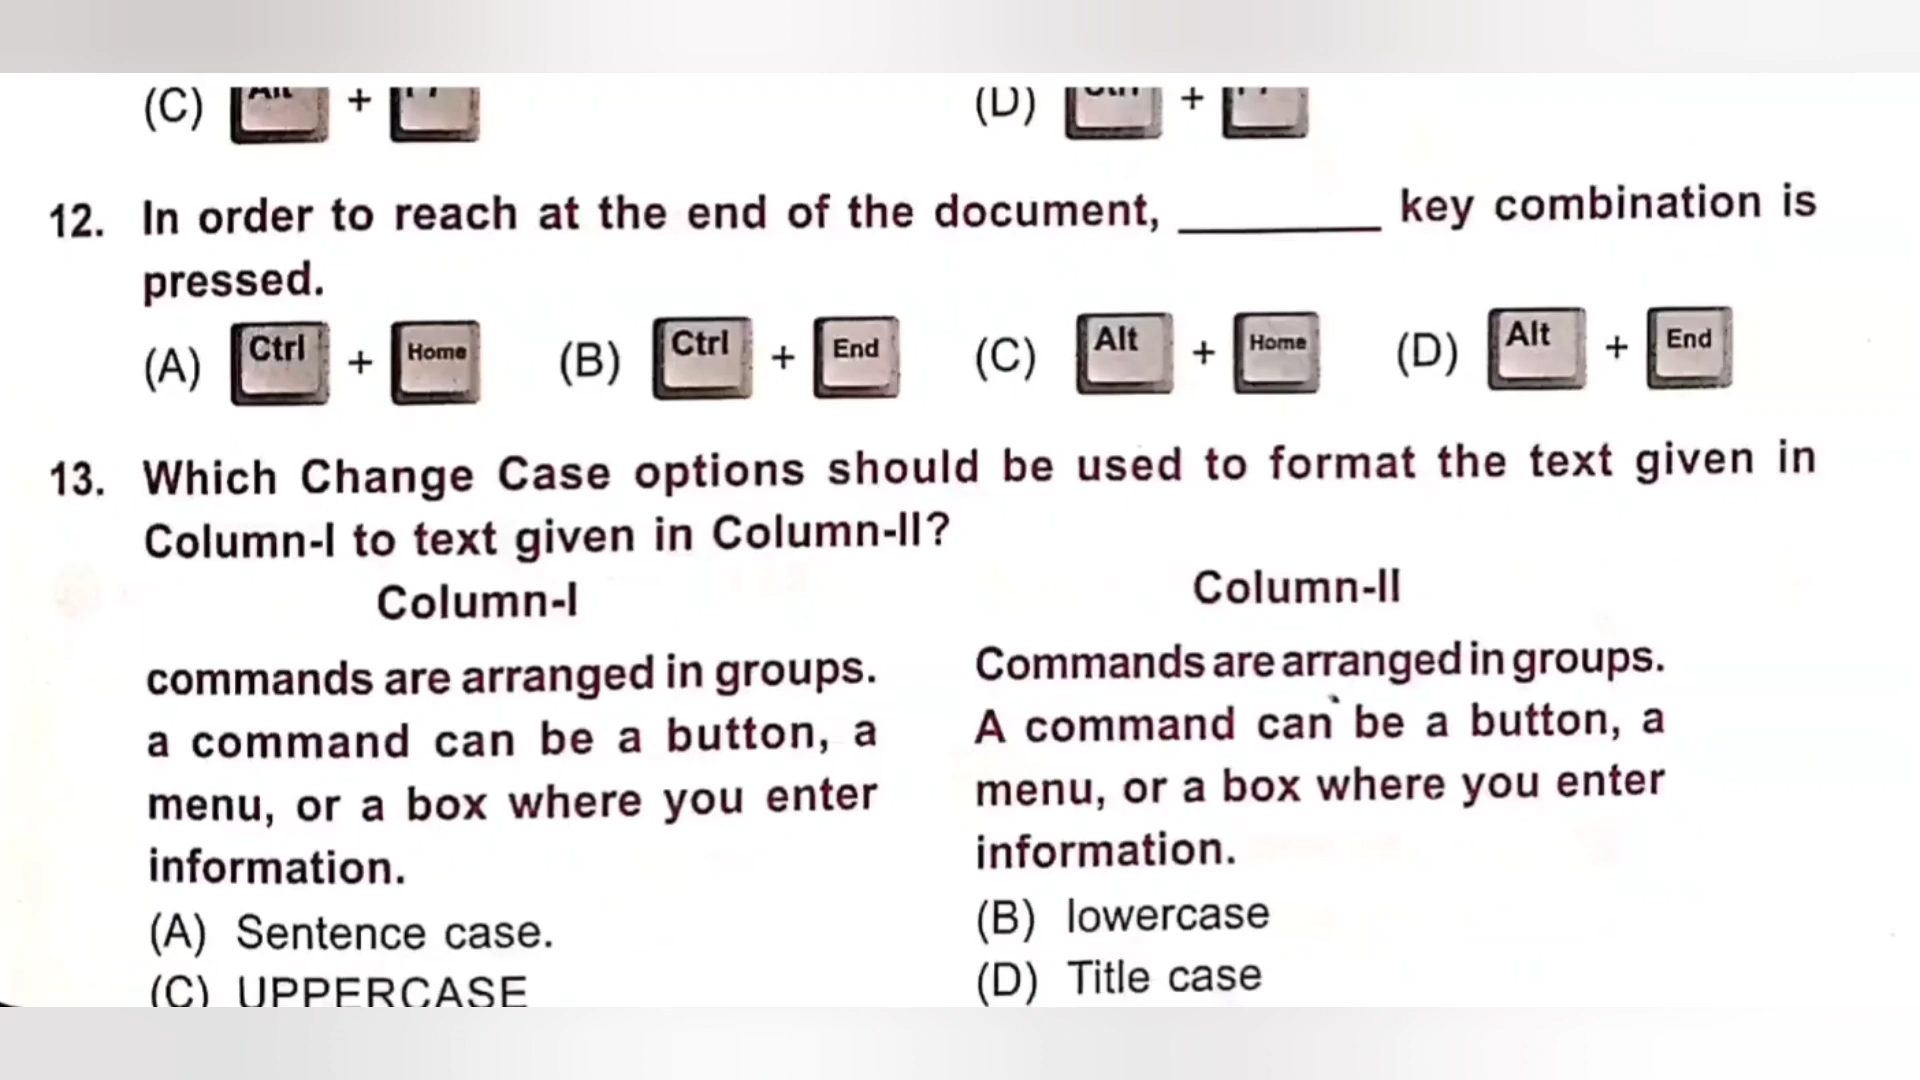 (C) Alt +
(D) Ctrl +
12. In order to reach at the end of the document, ________ key combination is
pressed.
(A) Ctrl + Home (B) Ctrl + End (C) Alt + Home (D) Alt + End
13. Which Change Case options should be used to format the text given in
Column-I to text given in Column-II?
Column-I
commands are arranged in groups.
a command can be a button, a
menu, or a box where you enter
information.
Column-II
Commands are arranged in groups.
A command can be a button, a
menu, or a box where you enter
information.
(A) Sentence case.
(B) lowercase
(C) UPPERCASE
(D) Title case